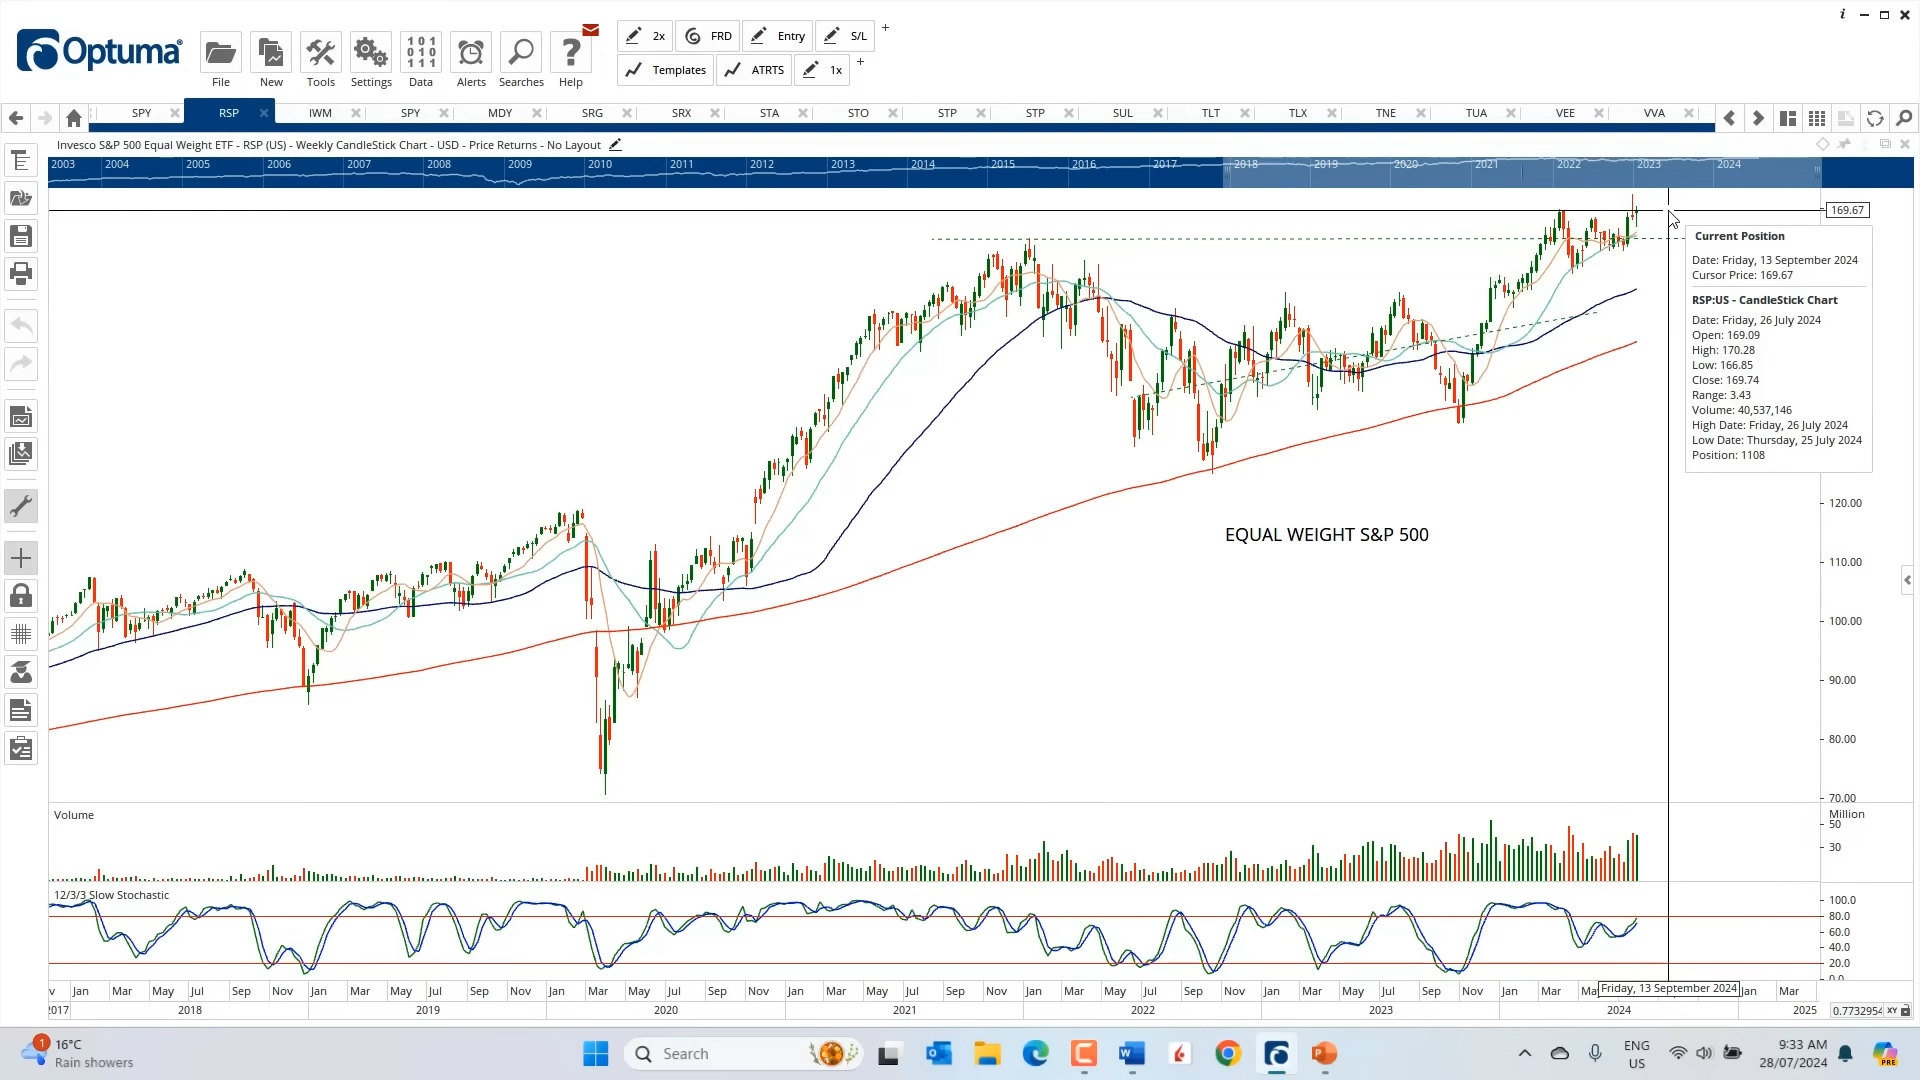 Optuma
File
New
Tools
Settings
Data
Alerts
Searches
Help
2x
FRD
Entry
S/L
Templates
ATRTS
1x
SPY
RSP
IWM
SPY
MDY
SRG
SRX
STA
STO
STP
STP
SUL
TLT
TLX
TNE
TUA
VEE
VVA
Invesco S&P 500 Equal Weight ETF - RSP (US) - Weekly CandleStick Chart - USD - Price Returns - No Layout
2003 2004 2005 2006 2007 2008 2009 2010 2011 2012 2013 2014 2015 2016 2017 2018 2019 2020 2021 2022 2023 2024
169.67
Current Position
Date: Friday, 13 September 2024
Cursor Price: 169.67
RSP:US - CandleStick Chart
Date: Friday, 26 July 2024
Open: 169.09
High: 170.28
Low: 166.85
Close: 169.74
Range: 3.43
Volume: 40,537,146
High Date: Friday, 26 July 2024
Low Date: Thursday, 25 July 2024
Position: 1108
120.00
EQUAL WEIGHT S&P 500
110.00
100.00
90.00
80.00
70.00
Volume
Million
50
30
12/3/3 Slow Stochastic
100.0
80.0
60.0
40.0
20.0
0.0
Jan Mar May Jul Sep Nov Jan Mar May Jul Sep Nov Jan Mar May Jul Sep Nov Jan Mar May Jul Sep Nov Jan Mar May Jul Sep Nov Jan Mar May Jul Sep Nov Jan Mar Friday, 13 September 2024 Jan Mar
2017 2018 2019 2020 2021 2022 2023 2024 2025
0.7732954 XY
1
16°C
Rain showers
Search
ENG
US
9:33 AM
28/07/2024
PRE